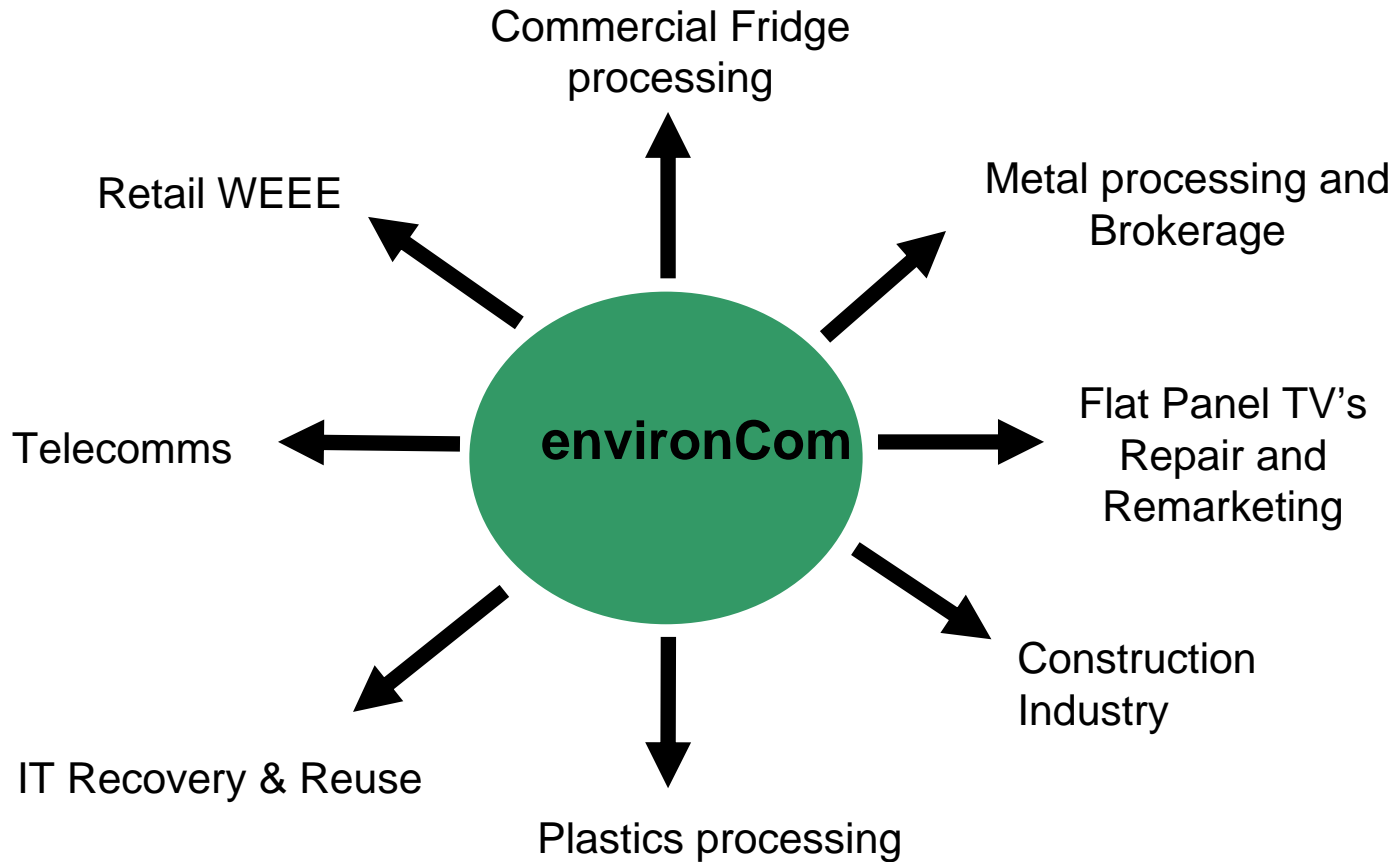 Commercial Fridge
processing
Retail WEEE
Metal processing and
Brokerage
Telecomms
environCom
Flat Panel TV’s
Repair and
Remarketing
Construction
Industry
IT Recovery & Reuse
Plastics processing